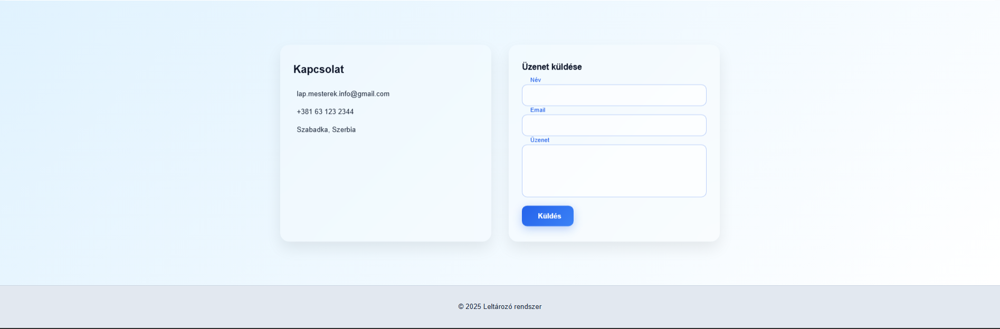 Kapcsolat
lap.mesterek.info@gmail.com
+381 63 123 2344
Szabadka, Szerbia
Üzenet küldése
Név
Email
Üzenet
Küldés
© 2025 Leltározó rendszer